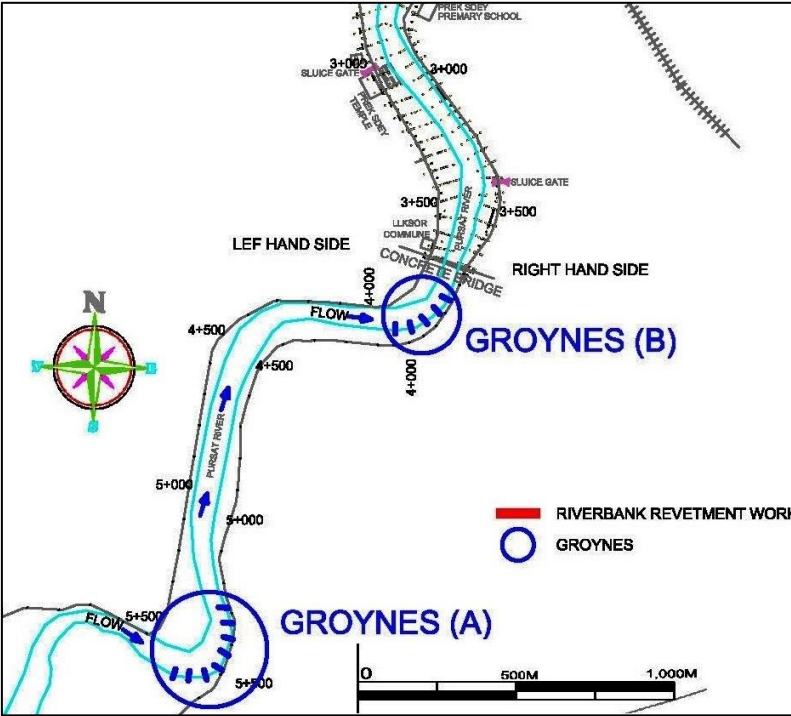 PREK SDEY
PREMARY SCHOOL
3+000
3+000
SLUICE GATE
PREK SDEY
TEMPLE
SLUICE GATE
3+500
3+500
PURSAT RIVER
LLKSOR
COMMUNE
LEF HAND SIDE
CONCRETE BRIDGE
RIGHT HAND SIDE
4+000
N
FLOW
4+500
GROYNES (B)
4+500
4+000
S
PURSAT RIVER
5+000
5+000
RIVERBANK REVETMENT WORK
GROYNES
5+500
FLOW
GROYNES (A)
5+500
0
500M
1,000M